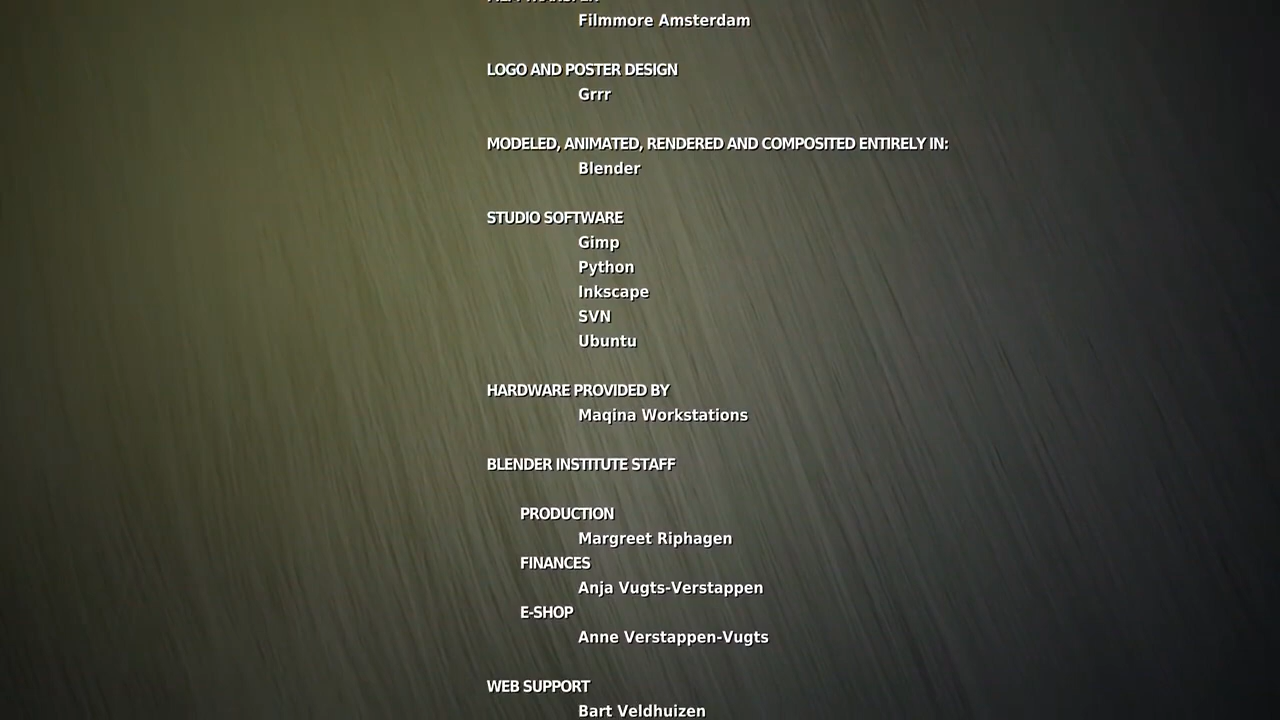 Filmmore Amsterdam
LOGO AND POSTER DESIGN
Grrr
MODELED, ANIMATED, RENDERED AND COMPOSITED ENTIRELY IN:
Blender
STUDIO SOFTWARE
Gimp
Python
Inkscape
SVN
Ubuntu
HARDWARE PROVIDED BY
Maqina Workstations
BLENDER INSTITUTE STAFF
PRODUCTION
Margreet Riphagen
FINANCES
Anja Vugts-Verstappen
E-SHOP
Anne Verstappen-Vugts
WEB SUPPORT
Bart Veldhuizen